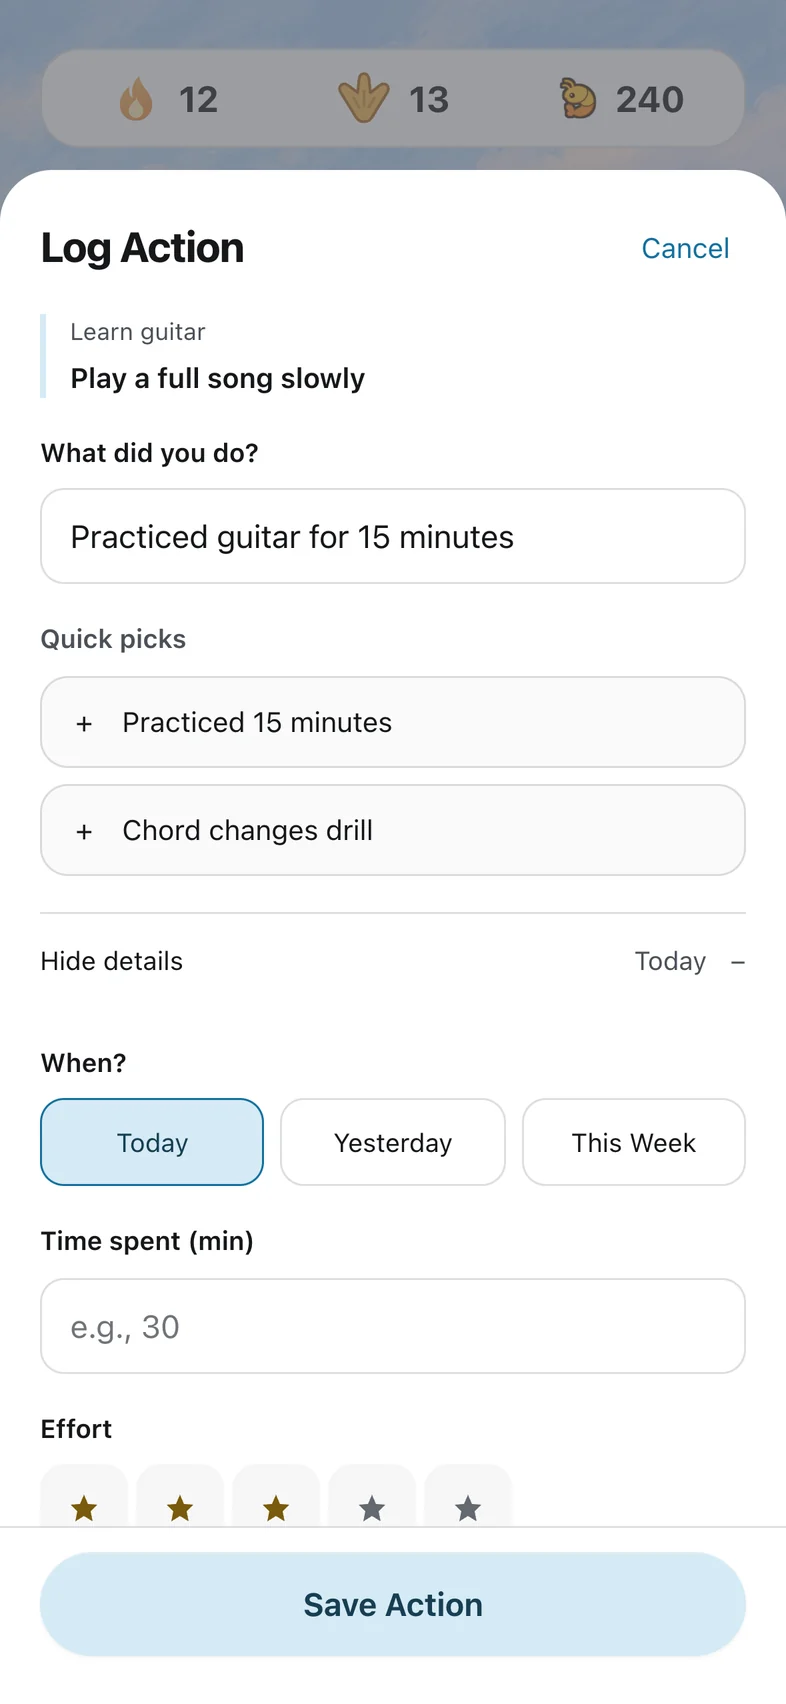 12 13 240
Log Action Cancel
Learn guitar
Play a full song slowly
What did you do?
Practiced guitar for 15 minutes
Quick picks
+ Practiced 15 minutes
+ Chord changes drill
Hide details Today –
When?
Today Yesterday This Week
Time spent (min)
e.g., 30
Effort
Save Action